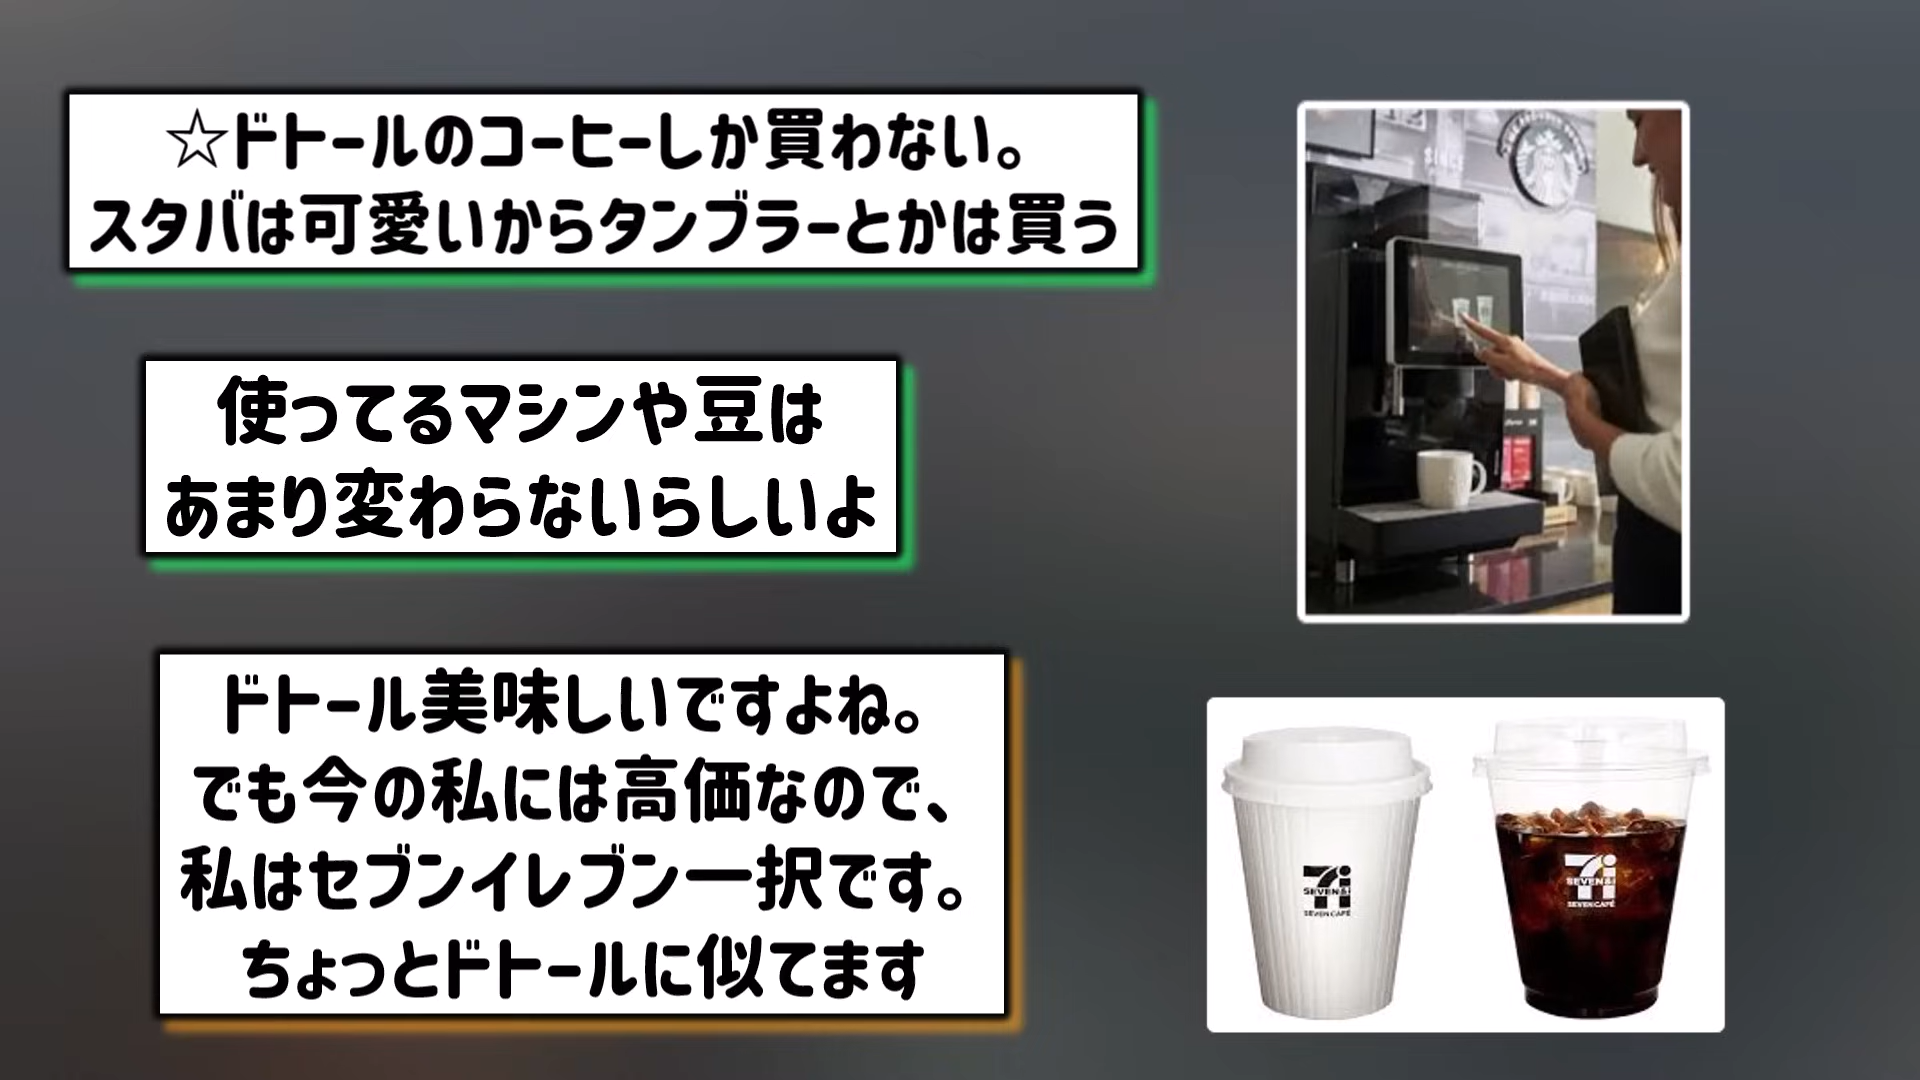 ☆ドトールのコーヒーしか買わない。
スタバは可愛いからタンブラーとかは買う
使ってるマシンや豆は
あまり変わらないらしいよ
ドトール美味しいですよね。
でも今の私には高価なので、
私はセブンイレブン一択です。
ちょっとドトールに似てます
SINCE
SEVEN&i
SEVEN CAFÉ
SEVEN&i
SEVEN CAFÉ